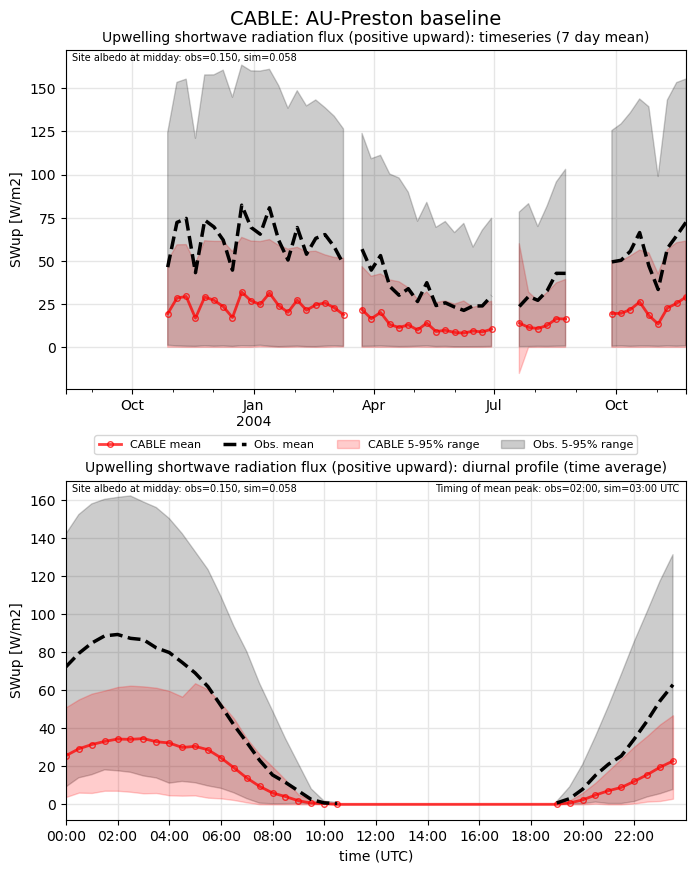 CABLE: AU-Preston baseline
Upwelling shortwave radiation flux (positive upward): timeseries (7 day mean)
Site albedo at midday: obs=0.150, sim=0.058
150
125
100
75
50
25
0
SWup [W/m2]
Oct
Jan
2004
Apr
Jul
Oct
CABLE mean
Obs. mean
CABLE 5-95% range
Obs. 5-95% range
Upwelling shortwave radiation flux (positive upward): diurnal profile (time average)
Site albedo at midday: obs=0.150, sim=0.058
Timing of mean peak: obs=02:00, sim=03:00 UTC
160
140
120
100
80
60
40
20
0
SWup [W/m2]
00:00 02:00 04:00 06:00 08:00 10:00 12:00 14:00 16:00 18:00 20:00 22:00
time (UTC)